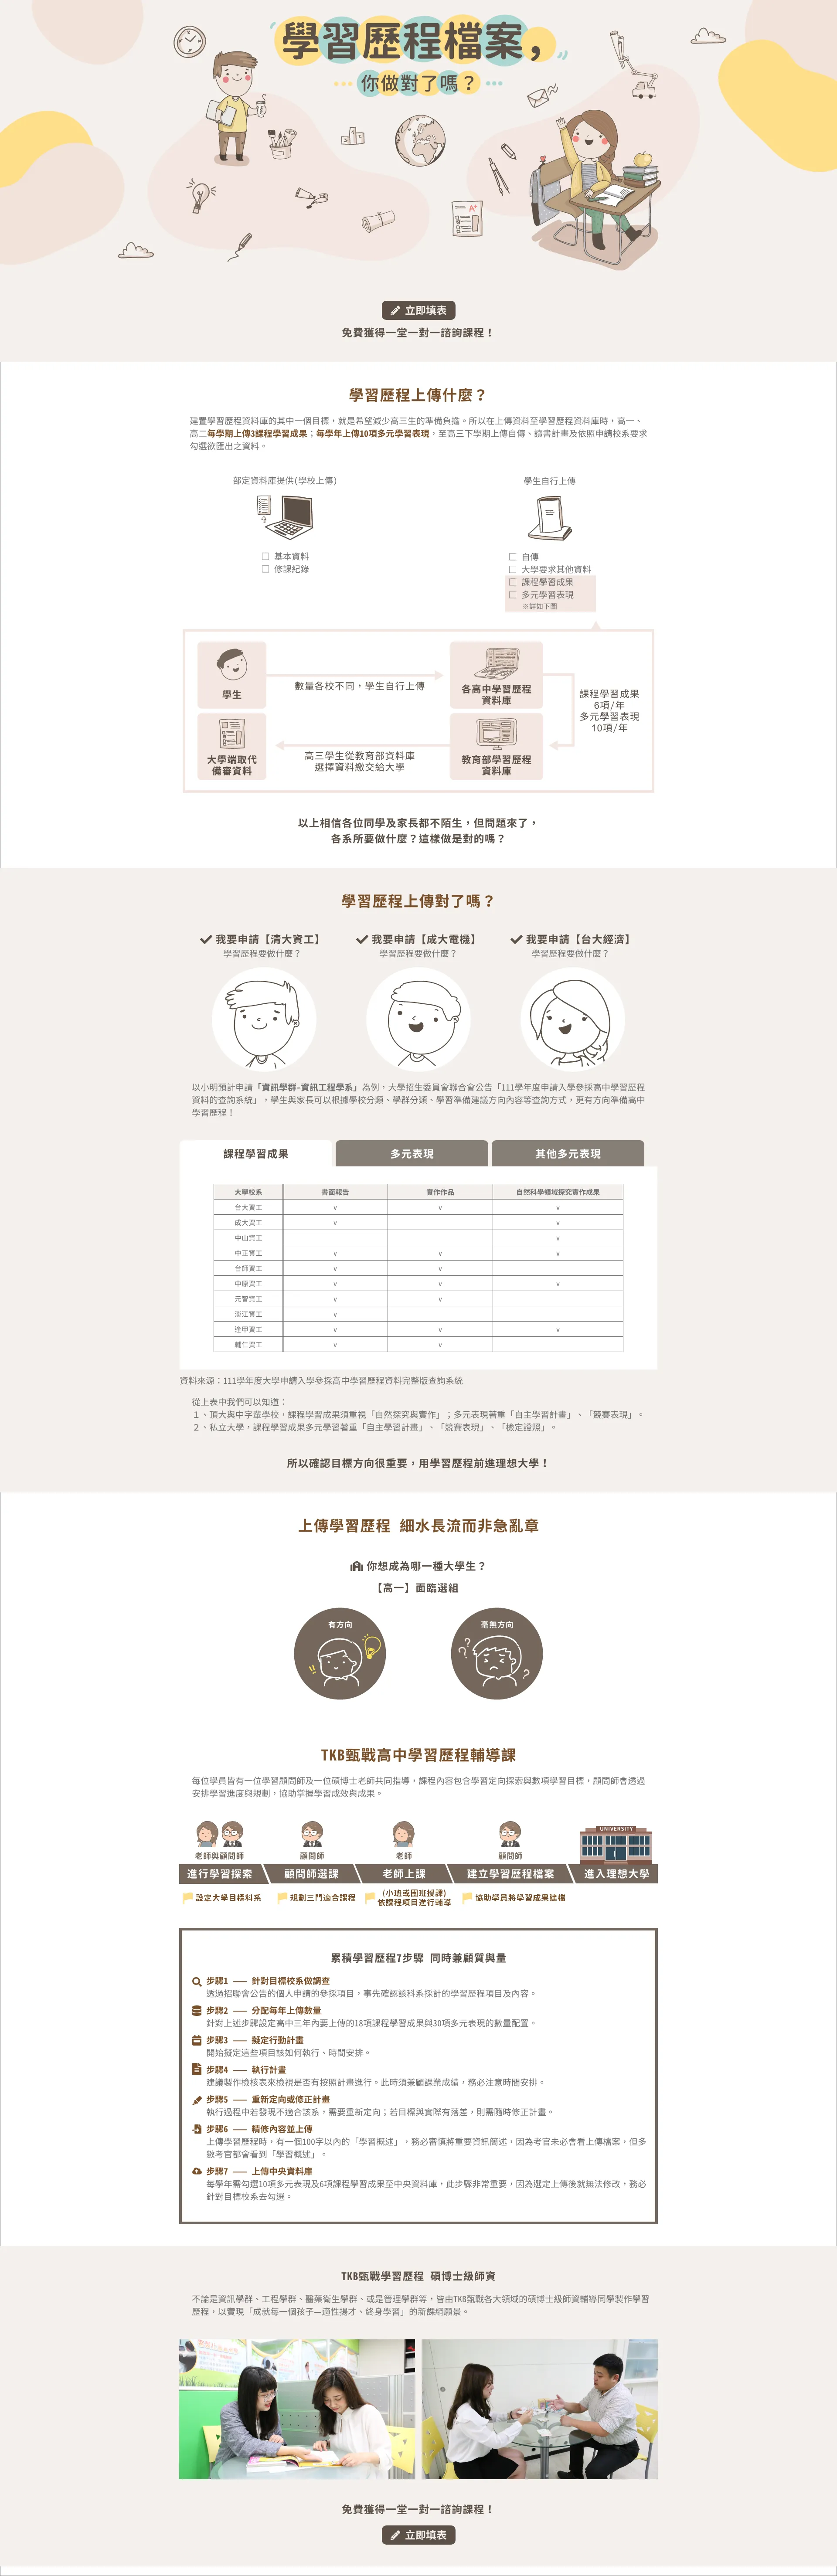 學習歷程檔案,
你做對了嗎？
A+
立即填表
免費獲得一堂一對一諮詢課程！
學習歷程上傳什麼？
建置學習歷程資料庫的其中一個目標，就是希望減少高三生的準備負擔。所以在上傳資料至學習歷程資料庫時，高一、
高二每學期上傳3課程學習成果；每學年上傳10項多元學習表現，至高三下學期上傳自傳、讀書計畫及依照申請校系要求
勾選欲匯出之資料。
部定資料庫提供(學校上傳)
基本資料
修課紀錄
學生自行上傳
自傳
大學要求其他資料
課程學習成果
多元學習表現
※詳如下面
學生
數量各校不同，學生自行上傳
各高中學習歷程
資料庫
課程學習成果
6項/年
多元學習表現
10項/年
大學端取代
備審資料
高三學生從教育部資料庫
選擇資料繳交給大學
教育部學習歷程
資料庫
以上相信各位同學及家長都不陌生，但問題來了，
各系所要做什麼？這樣做是對的嗎？
學習歷程上傳對了嗎？
我要申請【清大資工】
學習歷程要做什麼？
我要申請【成大電機】
學習歷程要做什麼？
我要申請【台大經濟】
學習歷程要做什麼？
以小明預計申請「資訊學群-資訊工程學系」為例，大學招生委員會聯合會公告「111學年度申請入學參採高中學習歷程
資料的查詢系統」，學生與家長可以根據學校分類、學群分類、學習準備建議方向內容等查詢方式，更有方向準備高中
學習歷程！
課程學習成果 多元表現 其他多元表現
大學校系 書面報告 實作作品 自然科學領域探究實作成果
台大資工 v v v
成大資工 v v
中山資工 v
中正資工 v v v
台師資工 v v
中原資工 v v v
元智資工 v v
淡江資工 v
逢甲資工 v v v
輔仁資工 v v
資料來源：111學年度大學申請入學參採高中學習歷程資料完整版查詢系統
從上表中我們可以知道：
１、頂大與中字輩學校，課程學習成果須重視「自然探究與實作」；多元表現著重「自主學習計畫」、「競賽表現」。
２、私立大學，課程學習成果多元學習著重「自主學習計畫」、「競賽表現」、「檢定證照」。
所以確認目標方向很重要，用學習歷程前進理想大學！
上傳學習歷程 細水長流而非急亂章
你想成為哪一種大學生？
【高一】面臨選組
有方向
毫無方向
TKB甄戰高中學習歷程輔導課
每位學員皆有一位學習顧問師及一位碩博士老師共同指導，課程內容包含學習定向探索與數項學習目標，顧問師會透過
安排學習進度與規劃，協助掌握學習成效與成果。
UNIVERSITY
老師與顧問師 顧問師 老師 顧問師
進行學習探索 顧問師選課 老師上課 建立學習歷程檔案 進入理想大學
設定大學目標科系
規劃三門適合課程
(小班或團班授課)
依課程項目進行輔導
協助學員將學習成果建檔
累積學習歷程7步驟 同時兼顧質與量
步驟1 —— 針對目標校系做調查
透過招聯會公告的個人申請的參採項目，事先確認該科系採計的學習歷程項目及內容。
步驟2 —— 分配每年上傳數量
針對上述步驟設定高中三年內要上傳的18項課程學習成果與30項多元表現的數量配置。
步驟3 —— 擬定行動計畫
開始擬定這些項目該如何執行、時間安排。
步驟4 —— 執行計畫
建議製作檢核表來檢視是否有按照計畫進行。此時須兼顧課業成績，務必注意時間安排。
步驟5 —— 重新定向或修正計畫
執行過程中若發現不適合該系，需要重新定向；若目標與實際有落差，則需隨時修正計畫。
步驟6 —— 精修內容並上傳
上傳學習歷程時，有一個100字以內的「學習概述」，務必審慎將重要資訊簡述，因為考官未必會看上傳檔案，但多
數考官都會看到「學習概述」。
步驟7 —— 上傳中央資料庫
每學年需勾選10項多元表現及6項課程學習成果至中央資料庫，此步驟非常重要，因為選定上傳後就無法修改，務必
針對目標校系去勾選。
TKB甄戰學習歷程 碩博士級師資
不論是資訊學群、工程學群、醫藥衛生學群、或是管理學群等，皆由TKB甄戰各大領域的碩博士級師資輔導同學製作學習
歷程，以實現「成就每一個孩子—適性揚才、終身學習」的新課綱願景。
免費獲得一堂一對一諮詢課程！
立即填表